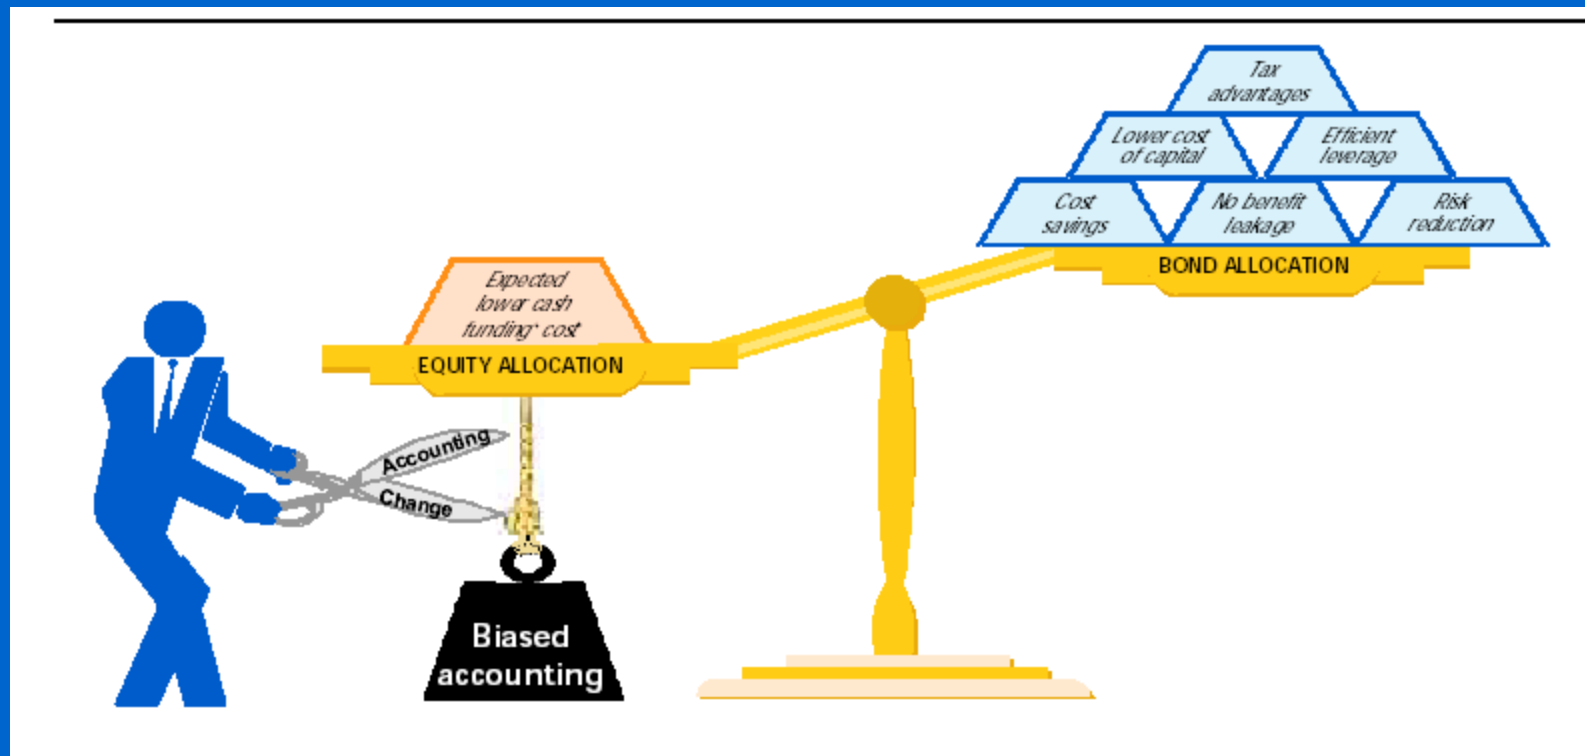 Tax
advantages
Lower cost
of capital
Efficient
leverage
Cost
savings
No benefit
leakage
Risk
reduction
BOND ALLOCATION
Expected
lower cash
funding* cost
EQUITY ALLOCATION
Accounting
Change
Biased
accounting